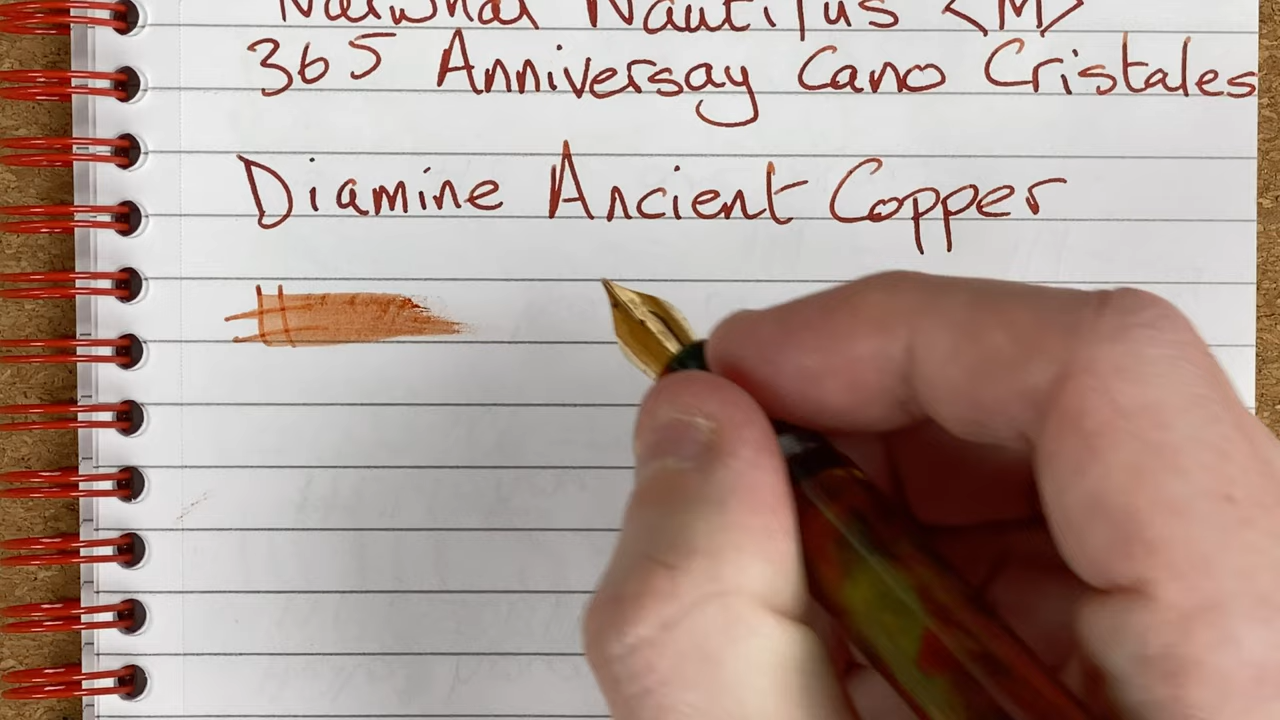 Narwhal Nautilus <M>
365 Anniversay Cano Cristales
Diamine Ancient Copper